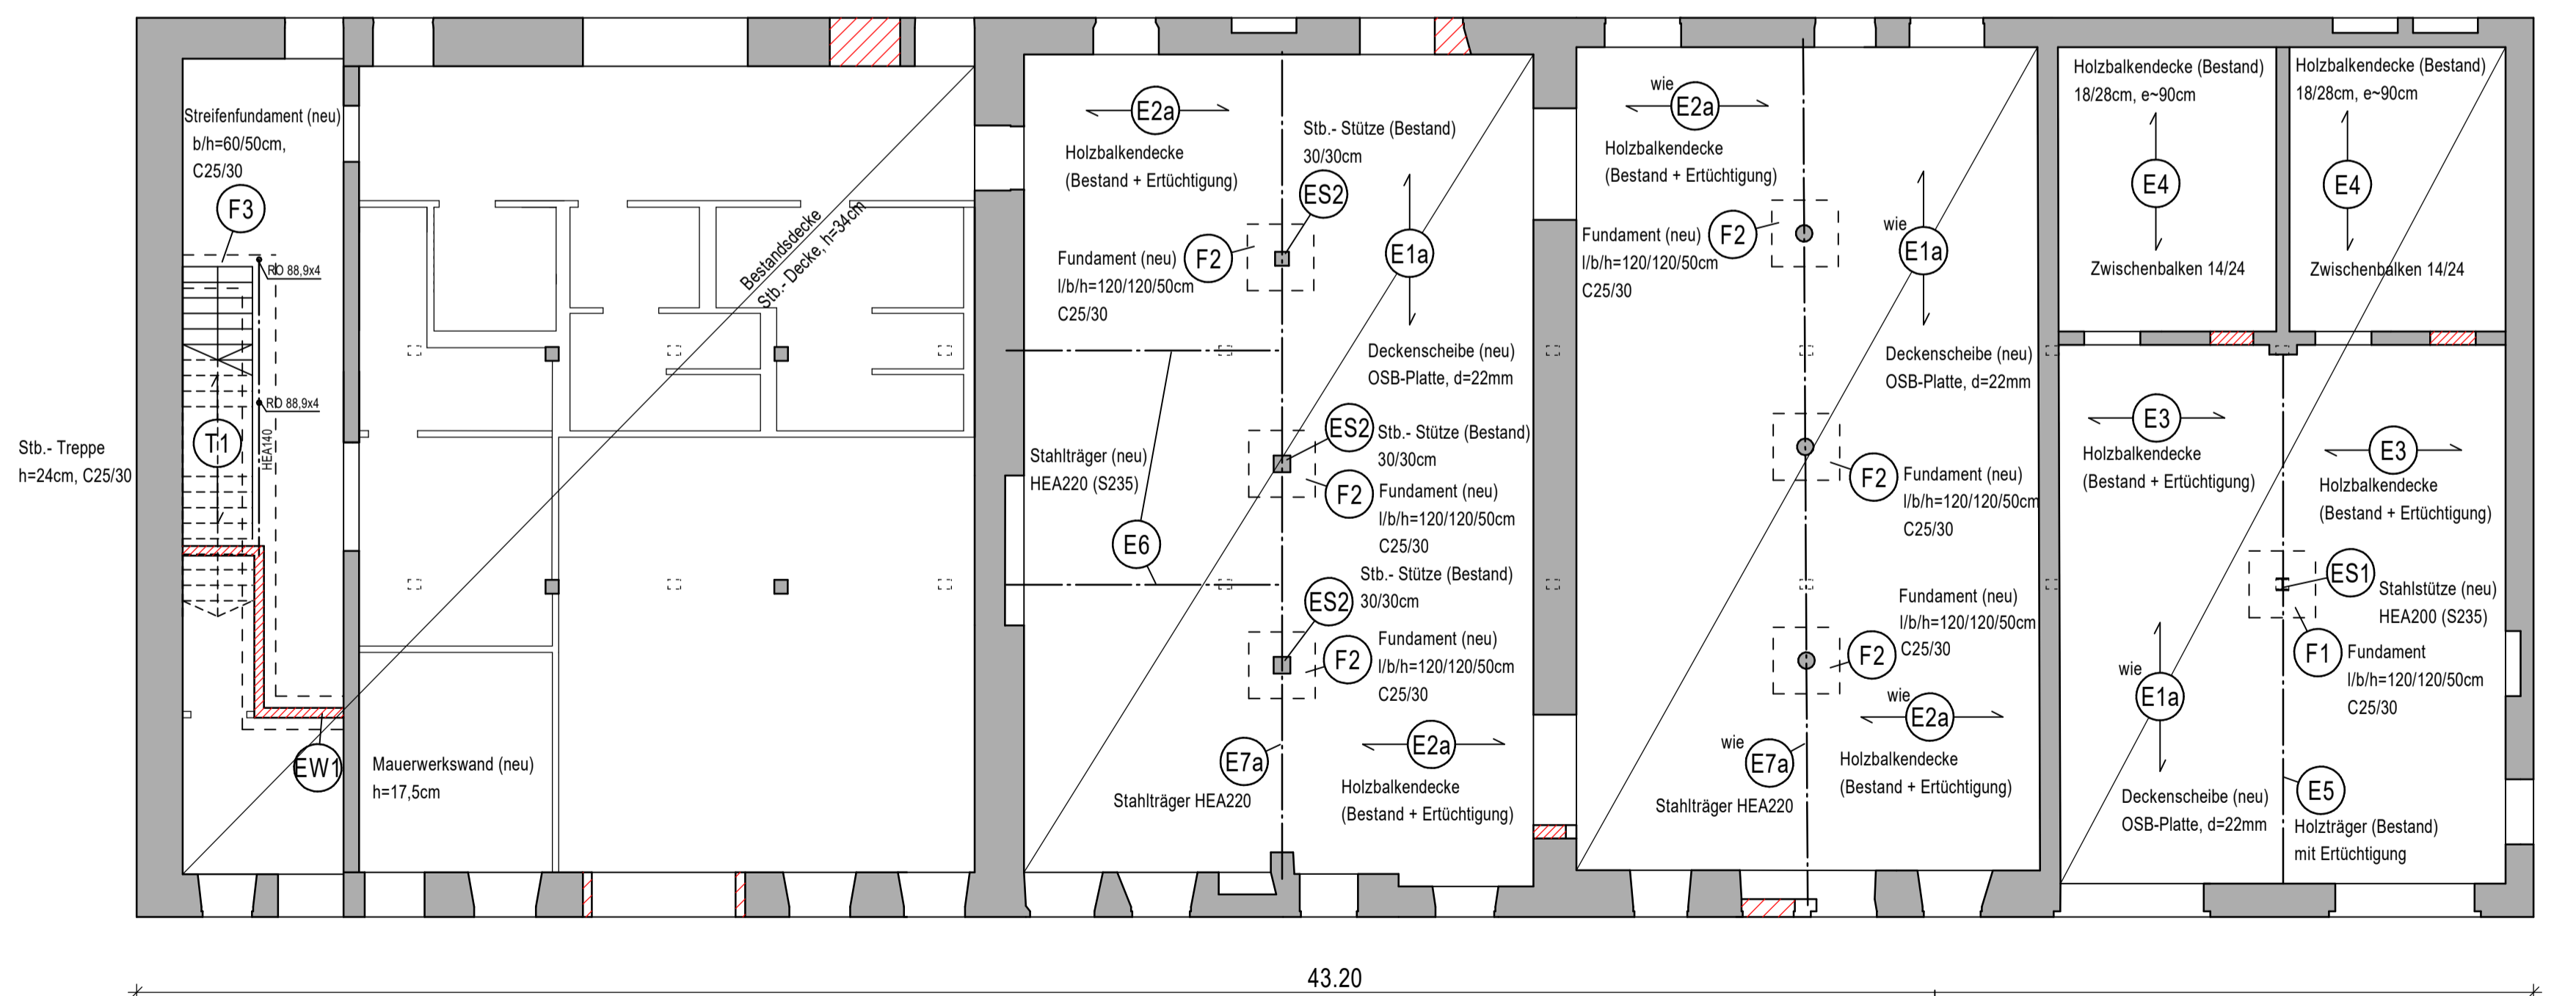 Streifenfundament (neu)
b/h=60/50cm,
C25/30
F3
RO 88,9x4
RO 88,9x4
HEA140
T1
Stb.- Treppe
h=24cm, C25/30
EW1
Mauerwerkswand (neu)
h=17,5cm
Bestandsdecke
Stb.- Decke, h=34cm
E2a
Holzbalkendecke
(Bestand + Ertüchtigung)
Stb.- Stütze (Bestand)
30/30cm
ES2
Fundament (neu)
l/b/h=120/120/50cm
C25/30
F2
E1a
Deckenscheibe (neu)
OSB-Platte, d=22mm
Stahlträger (neu)
HEA220 (S235)
E6
ES2
Stb.- Stütze (Bestand)
30/30cm
F2
Fundament (neu)
l/b/h=120/120/50cm
C25/30
Stb.- Stütze (Bestand)
30/30cm
ES2
F2
Fundament (neu)
l/b/h=120/120/50cm
C25/30
E7a
Stahlträger HEA220
E2a
Holzbalkendecke
(Bestand + Ertüchtigung)
wie
E2a
Holzbalkendecke
(Bestand + Ertüchtigung)
Fundament (neu)
l/b/h=120/120/50cm
C25/30
F2
wie
E1a
Deckenscheibe (neu)
OSB-Platte, d=22mm
F2
Fundament (neu)
l/b/h=120/120/50cm
C25/30
Fundament (neu)
l/b/h=120/120/50cm
C25/30
F2
wie
E2a
Holzbalkendecke
(Bestand + Ertüchtigung)
wie
E7a
Stahlträger HEA220
Holzbalkendecke (Bestand)
18/28cm, e~90cm
E4
Zwischenbalken 14/24
Holzbalkendecke (Bestand)
18/28cm, e~90cm
E4
Zwischenbalken 14/24
E3
Holzbalkendecke
(Bestand + Ertüchtigung)
E3
Holzbalkendecke
(Bestand + Ertüchtigung)
ES1
Stahlstütze (neu)
HEA200 (S235)
F1
Fundament
l/b/h=120/120/50cm
C25/30
wie
E1a
Deckenscheibe (neu)
OSB-Platte, d=22mm
E5
Holzträger (Bestand)
mit Ertüchtigung
43.20